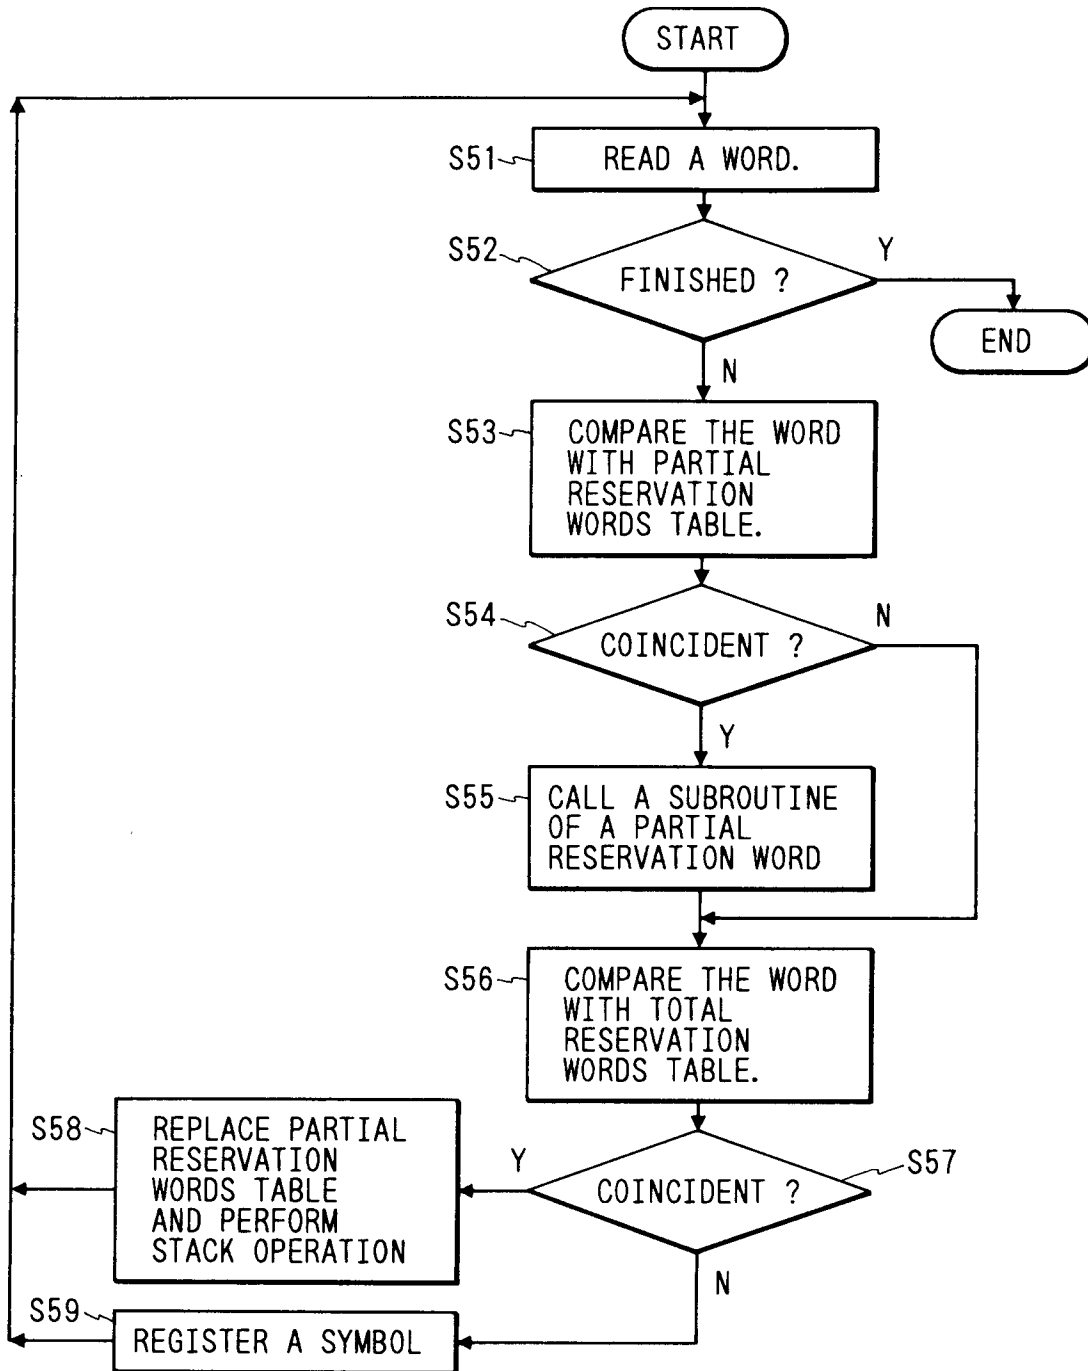 START
S51
READ A WORD.
S52
FINISHED ?
Y
END
N
S53
COMPARE THE WORD
WITH PARTIAL
RESERVATION
WORDS TABLE.
S54
COINCIDENT ?
N
Y
S55
CALL A SUBROUTINE
OF A PARTIAL
RESERVATION WORD
S56
COMPARE THE WORD
WITH TOTAL
RESERVATION
WORDS TABLE.
S57
COINCIDENT ?
Y
N
S58
REPLACE PARTIAL
RESERVATION
WORDS TABLE
AND PERFORM
STACK OPERATION
S59
REGISTER A SYMBOL